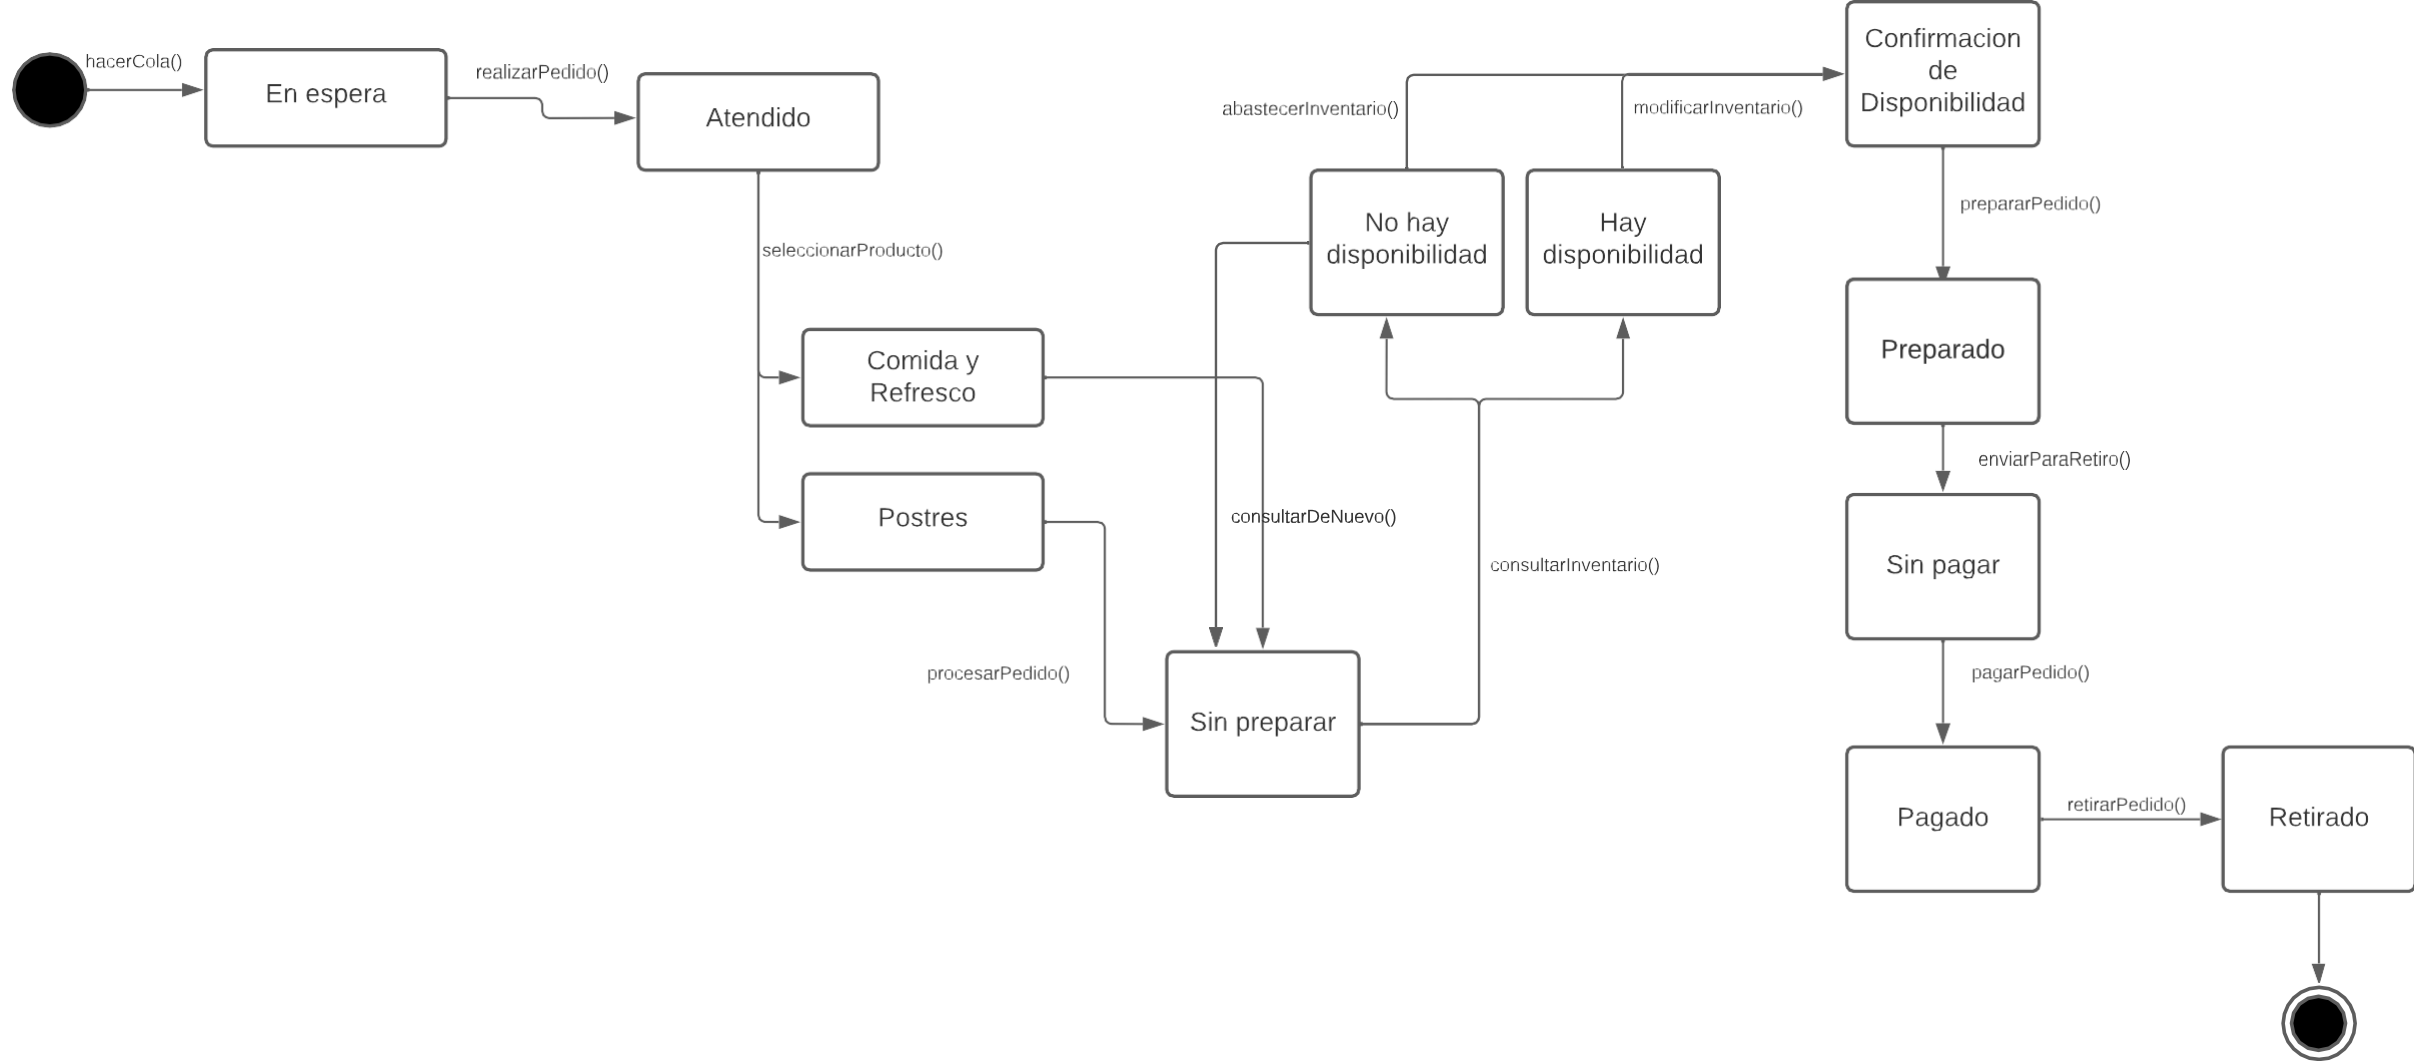 hacerCola()
En espera
realizarPedido()
Atendido
seleccionarProducto()
Comida y
Refresco
Postres
procesarPedido()
consultarDeNuevo()
Sin preparar
consultarInventario()
No hay
disponibilidad
Hay
disponibilidad
abastecerInventario()
modificarInventario()
Confirmacion
de
Disponibilidad
prepararPedido()
Preparado
enviarParaRetiro()
Sin pagar
pagarPedido()
Pagado
retirarPedido()
Retirado